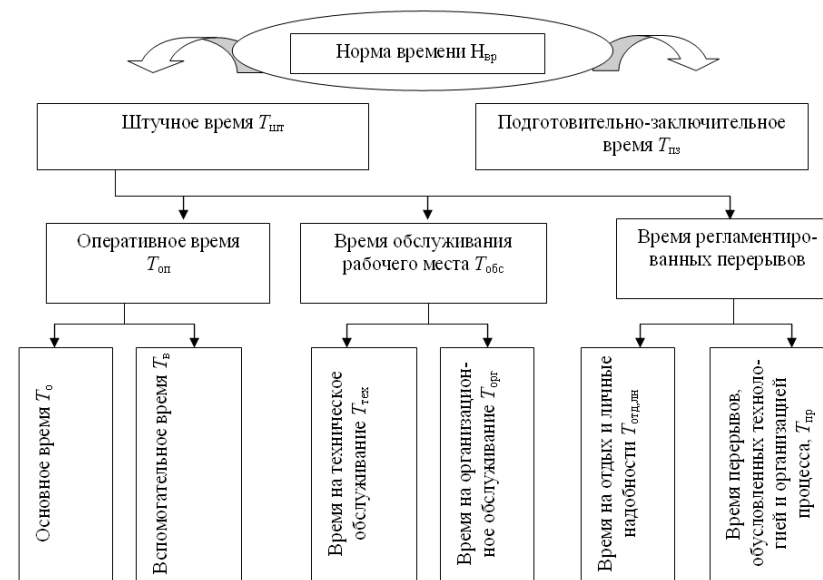 Норма времени Нвр
Штучное время Тшт
Подготовительно-заключительное
время Тпз
Оперативное время
Топ
Время обслуживания
рабочего места Тобс
Время регламентиро-
ванных перерывов
Основное время То
Вспомогательное время Тв
Время на техническое
обслуживание Ттех
Время на организацион-
ное обслуживаниеТорг
Время на отдых и личные
надобности Тотд,лн
Время перерывов,
обусловленных техноло-
гией и организацией
процесса, Тпр